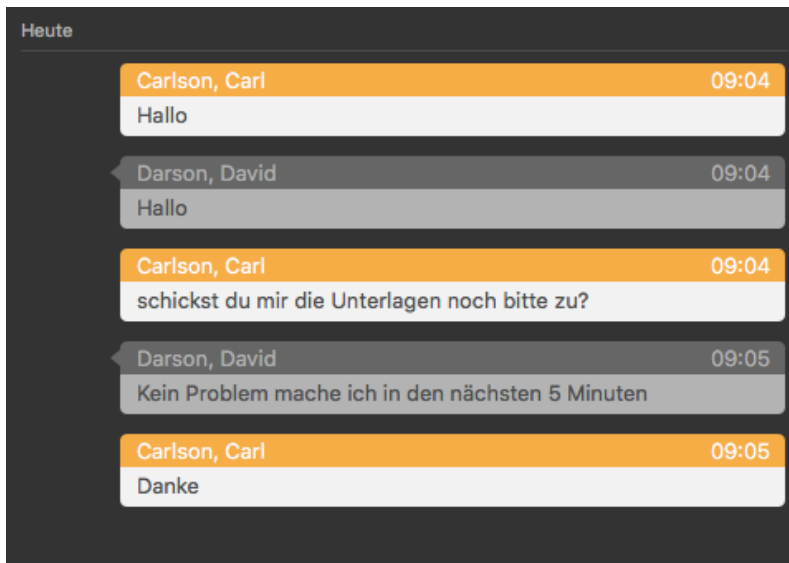 Heute
Carlson, Carl 09:04
Hallo
Darson, David 09:04
Hallo
Carlson, Carl 09:04
schickst du mir die Unterlagen noch bitte zu?
Darson, David 09:05
Kein Problem mache ich in den nächsten 5 Minuten
Carlson, Carl 09:05
Danke